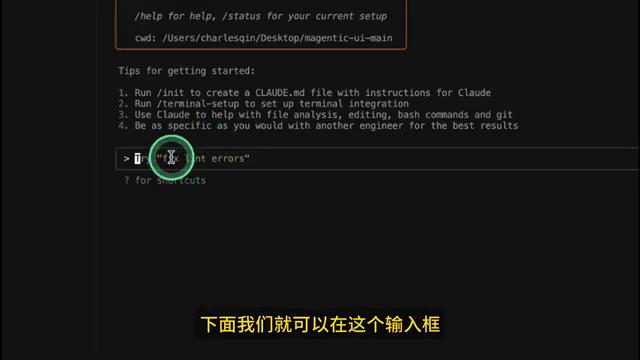 /help for help, /status for your current setup
cwd: /Users/charlesqin/Desktop/magentic-ui-main
Tips for getting started:
1. Run /init to create a CLAUDE.md file with instructions for Claude
2. Run /terminal-setup to set up terminal integration
3. Use Claude to help with file analysis, editing, bash commands and git
4. Be as specific as you would with another engineer for the best results
> Try "fix lint errors"
? for shortcuts
下面我们就可以在这个输入框